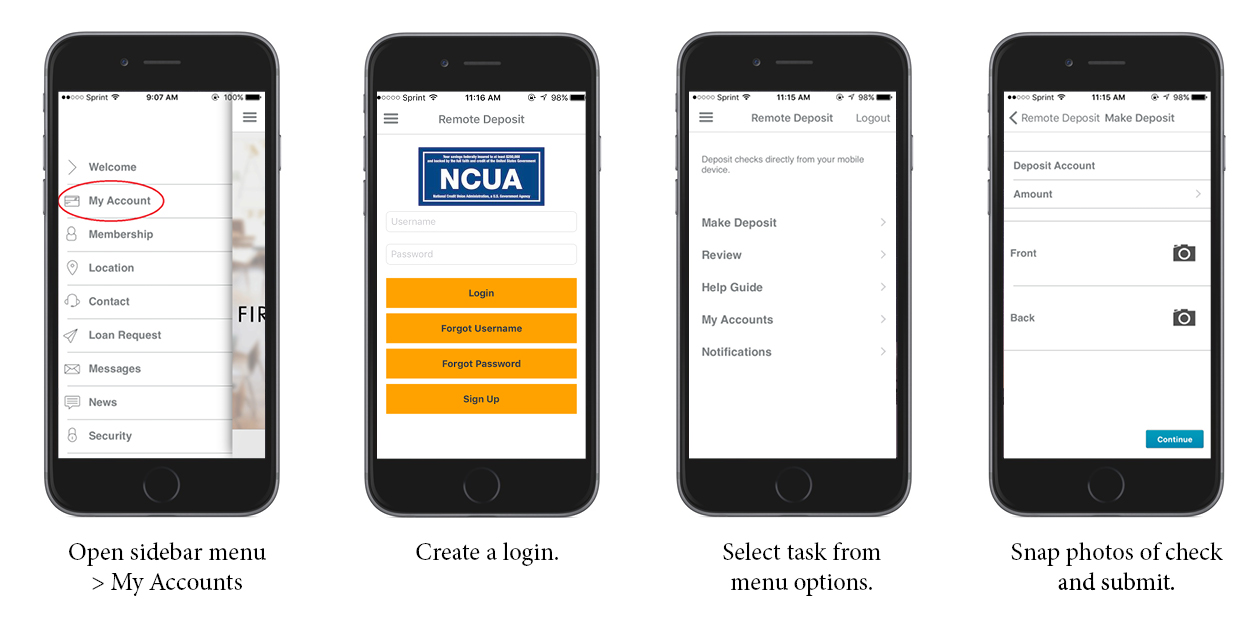 Sprint 9:07 AM 100%
Welcome
My Account
Membership
Location
Contact
Loan Request
Messages
News
Security
FIR
Open sidebar menu
> My Accounts
Sprint 11:16 AM 98%
Remote Deposit
Your savings federally insured to at least $250,000
and backed by the full faith and credit of the United States Government
NCUA
National Credit Union Administration, a U.S. Government Agency
Username
Password
Login
Forgot Username
Forgot Password
Sign Up
Create a login.
Sprint 11:15 AM 98%
Remote Deposit Logout
Deposit checks directly from your mobile
device.
Make Deposit
Review
Help Guide
My Accounts
Notifications
Select task from
menu options.
Sprint 11:15 AM 98%
Remote Deposit Make Deposit
Deposit Account
Amount
Front
Back
Continue
Snap photos of check
and submit.